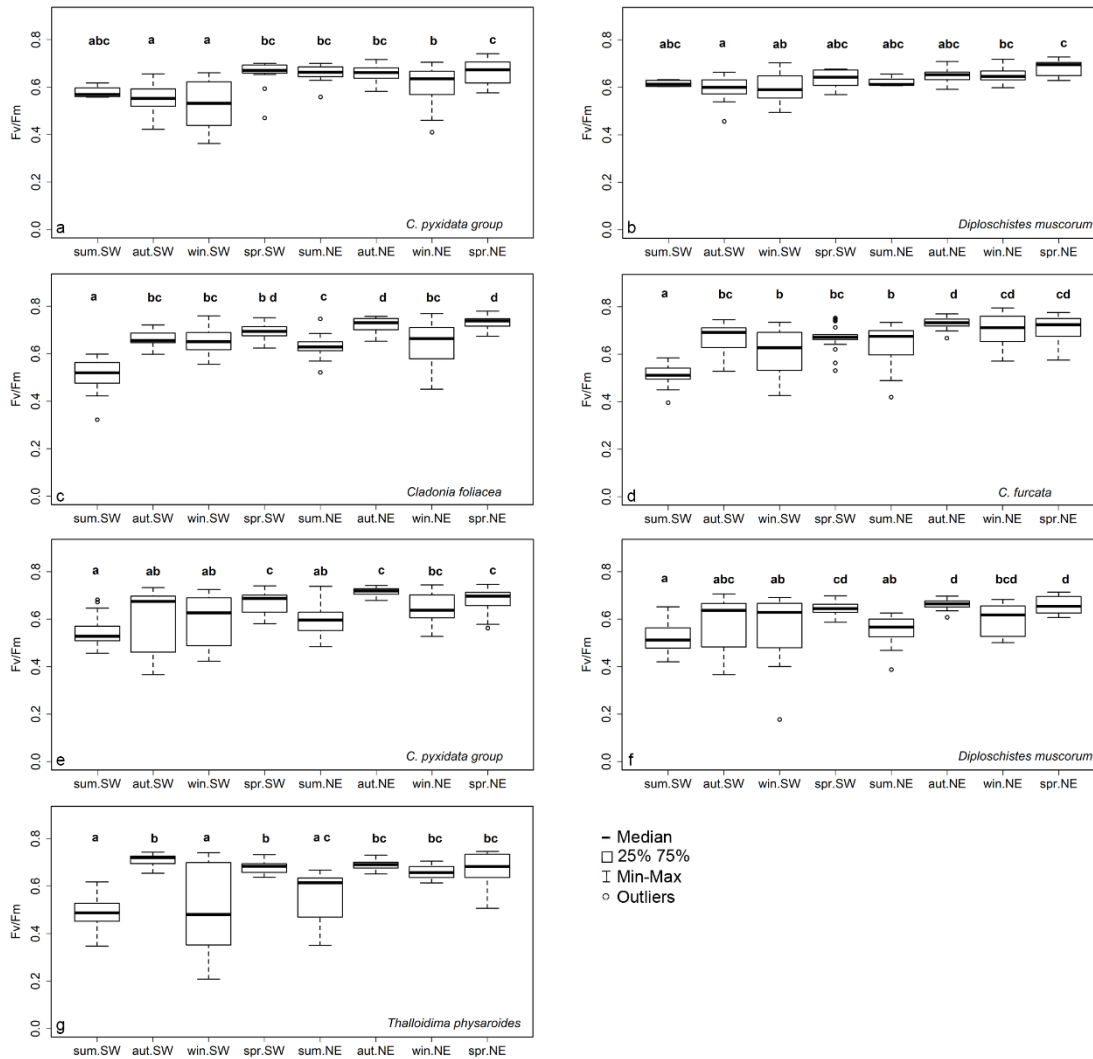 abc a a bc bc bc b c
0.8
0.6
0.4
0.2
0.0
Fv/Fm
a
C. pyxidata group
sum.SW aut.SW win.SW spr.SW sum.NE aut.NE win.NE spr.NE
abc a ab abc abc abc bc c
0.8
0.6
0.4
0.2
0.0
Fv/Fm
b
Diploschistes muscorum
sum.SW aut.SW win.SW spr.SW sum.NE aut.NE win.NE spr.NE
a bc bc b d c d bc d
0.8
0.6
0.4
0.2
0.0
Fv/Fm
c
Cladonia foliacea
sum.SW aut.SW win.SW spr.SW sum.NE aut.NE win.NE spr.NE
a bc b bc b d cd cd
0.8
0.6
0.4
0.2
0.0
Fv/Fm
d
C. furcata
sum.SW aut.SW win.SW spr.SW sum.NE aut.NE win.NE spr.NE
a ab ab c ab c bc c
0.8
0.6
0.4
0.2
0.0
Fv/Fm
e
C. pyxidata group
sum.SW aut.SW win.SW spr.SW sum.NE aut.NE win.NE spr.NE
a abc ab cd ab d bcd d
0.8
0.6
0.4
0.2
0.0
Fv/Fm
f
Diploschistes muscorum
sum.SW aut.SW win.SW spr.SW sum.NE aut.NE win.NE spr.NE
a b a b a c bc bc bc
0.8
0.6
0.4
0.2
0.0
Fv/Fm
g
Thalloidima physaroides
sum.SW aut.SW win.SW spr.SW sum.NE aut.NE win.NE spr.NE
Median
25% 75%
Min-Max
Outliers